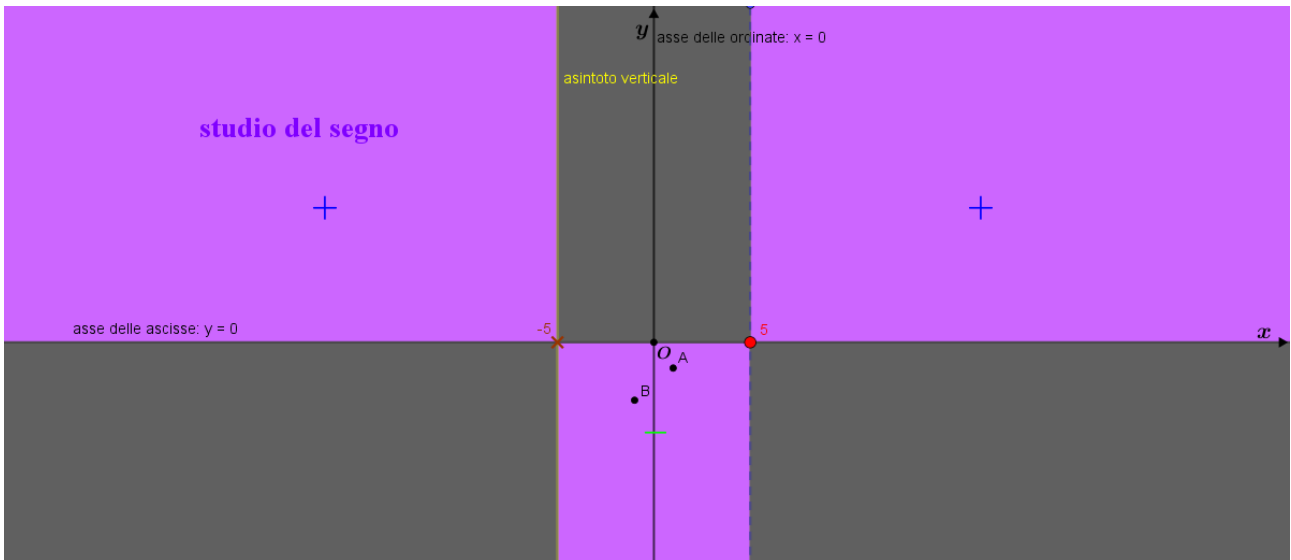 y
asse delle ordinate: x = 0
asintoto verticale
studio del segno
asse delle ascisse: y = 0
-5
5
x
O
A
B